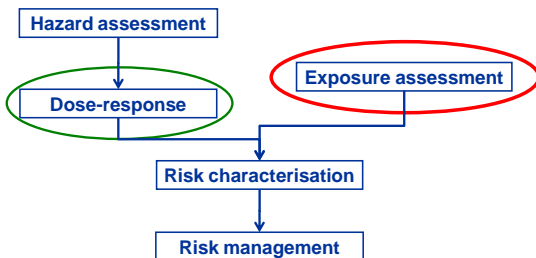 Hazard assessment
Exposure assessment
Dose-response
Risk characterisation
Risk management